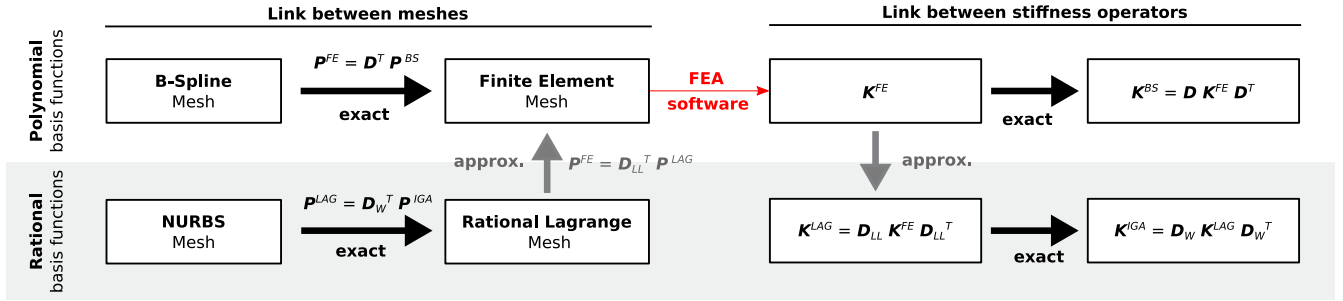 Link between meshes
Link between stiffness operators
Polynomial
basis functions
B-Spline
Mesh
P^FE = D^T P^BS
exact
Finite Element
Mesh
FEA
software
K^FE
exact
K^BS = D K^FE D^T
approx.
P^FE = D_LL^T P^LAG
approx.
Rational
basis functions
NURBS
Mesh
P^LAG = D_W^T P^IGA
exact
Rational Lagrange
Mesh
K^LAG = D_LL K^FE D_LL^T
exact
K^IGA = D_W K^LAG D_W^T